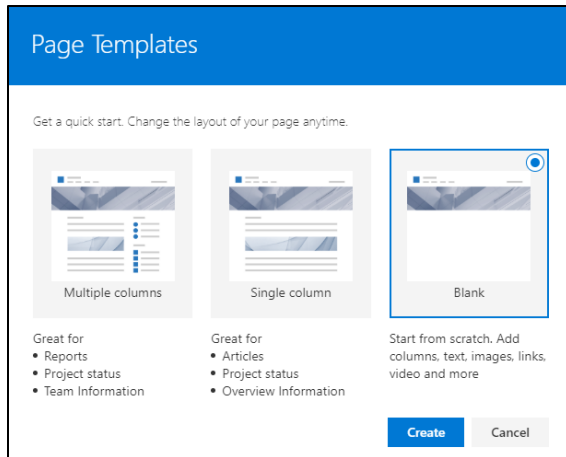 Page Templates
Get a quick start. Change the layout of your page anytime.
Multiple columns
Single column
Blank
Great for
• Reports
• Project status
• Team Information
Great for
• Articles
• Project status
• Overview Information
Start from scratch. Add
columns, text, images, links,
video and more
Create
Cancel